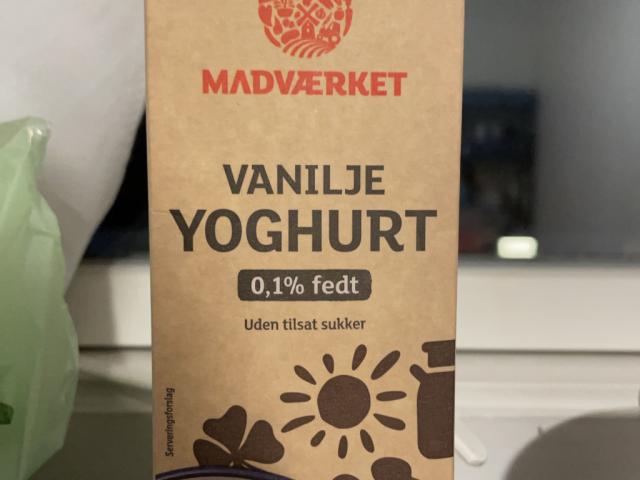 MADVÆRKET
VANILJE
YOGHURT
0,1% fedt
Uden tilsat sukker
Serveringsforslag